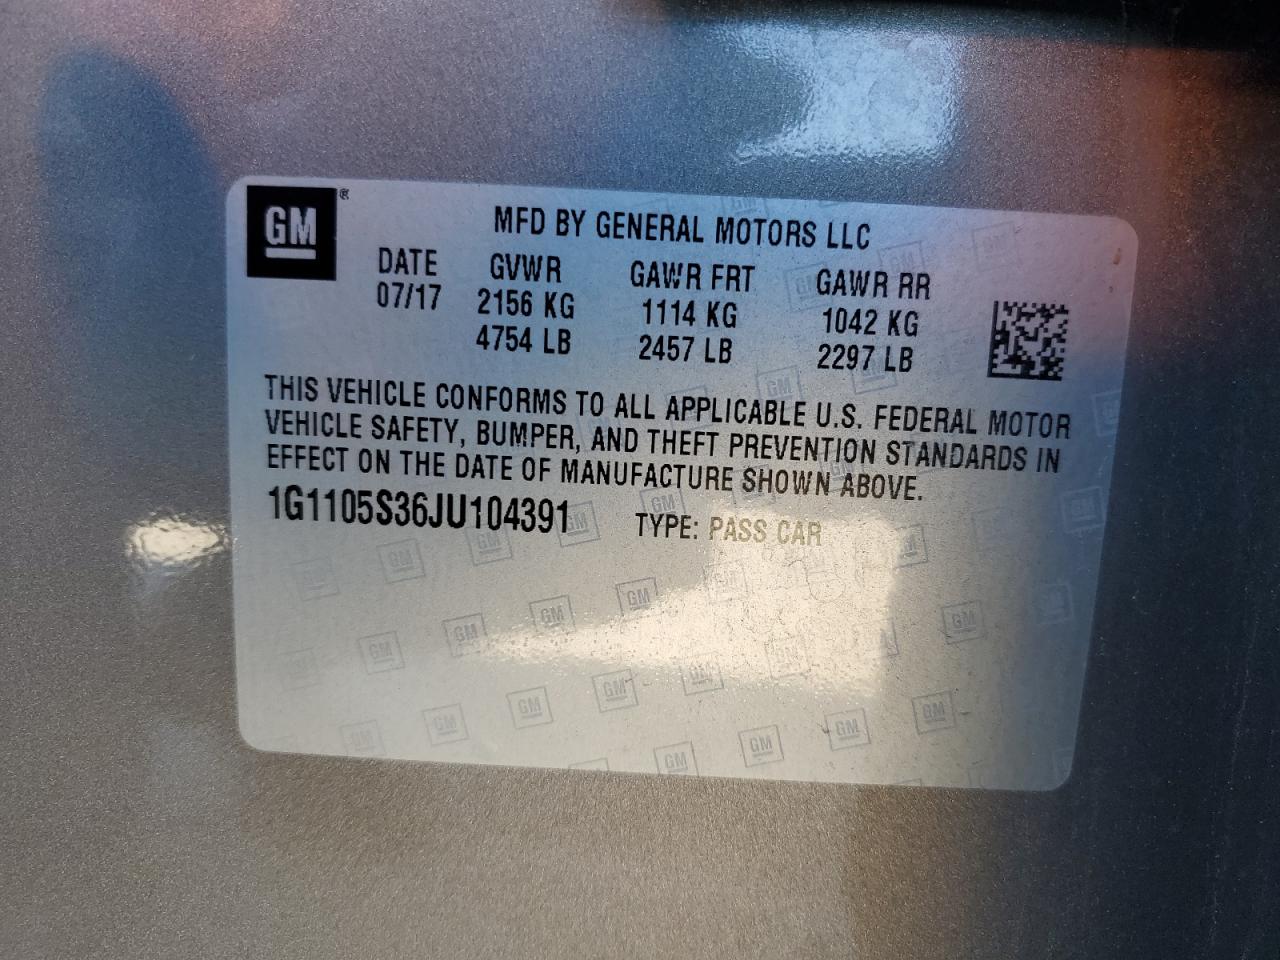 GM ®
MFD BY GENERAL MOTORS LLC
DATE GVWR GAWR FRT GAWR RR
07/17 2156 KG 1114 KG 1042 KG
4754 LB 2457 LB 2297 LB
THIS VEHICLE CONFORMS TO ALL APPLICABLE U.S. FEDERAL MOTOR
VEHICLE SAFETY, BUMPER, AND THEFT PREVENTION STANDARDS IN
EFFECT ON THE DATE OF MANUFACTURE SHOWN ABOVE.
1G1105S36JU104391 TYPE: PASS CAR